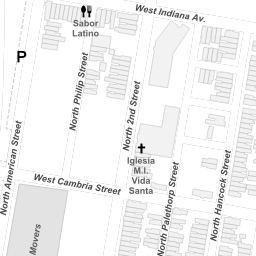 West Indiana Av.
Sabor
Latino
P
North Philip Street
North 2nd Street
North American Street
Iglesia
M.I.
Vida
Santa
West Cambria Street
North Palethorp Street
North Hancock Street
Movers